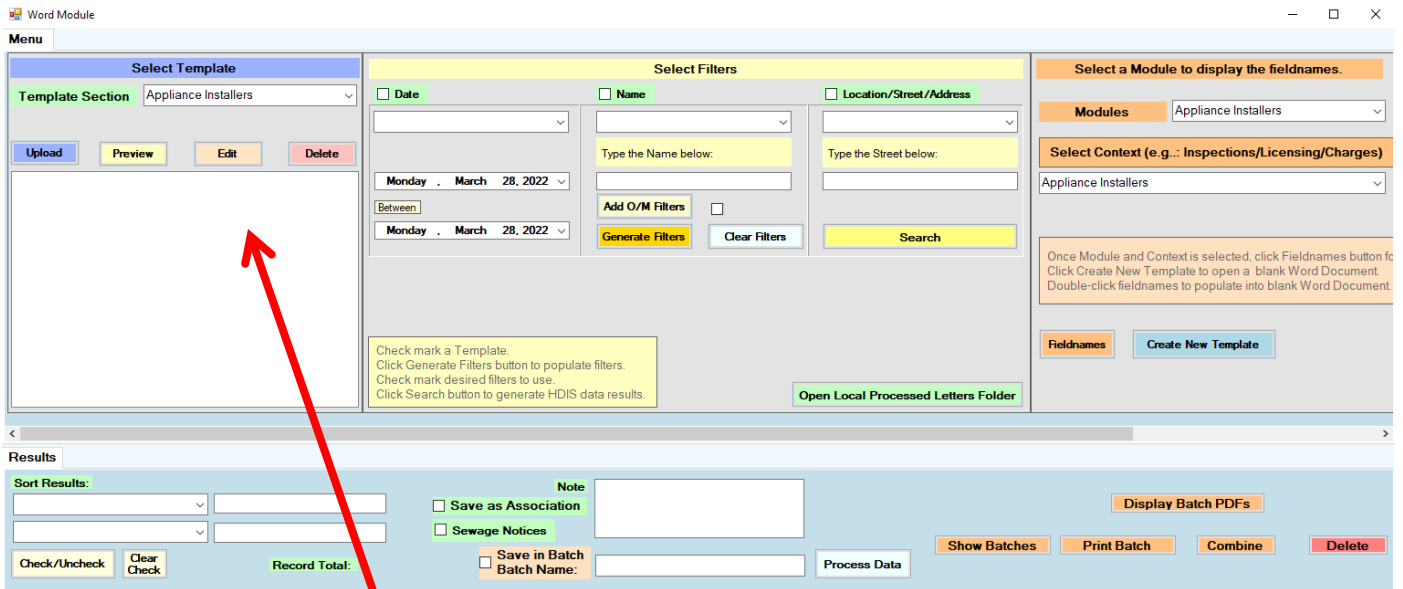 Word Module
Menu
Select Template
Template Section Appliance Installers
Upload Preview Edit Delete
Select Filters
Date Name Location/Street/Address
Type the Name below: Type the Street below:
Monday , March 28, 2022
Between
Add O/M Filters
Monday , March 28, 2022
Generate Filters Clear Filters Search
Check mark a Template.
Click Generate Filters button to populate filters.
Check mark desired filters to use.
Click Search button to generate HDIS data results.
Open Local Processed Letters Folder
Select a Module to display the fieldnames.
Modules Appliance Installers
Select Context (e.g..: Inspections/Licensing/Charges)
Appliance Installers
Once Module and Context is selected, click Fieldnames button fo
Click Create New Template to open a blank Word Document.
Double-click fieldnames to populate into blank Word Document.
Fieldnames Create New Template
Results
Sort Results:
Check/Uncheck Clear Check
Record Total:
Note
Save as Association
Sewage Notices
Save in Batch
Batch Name:
Process Data
Display Batch PDFs
Show Batches Print Batch Combine Delete